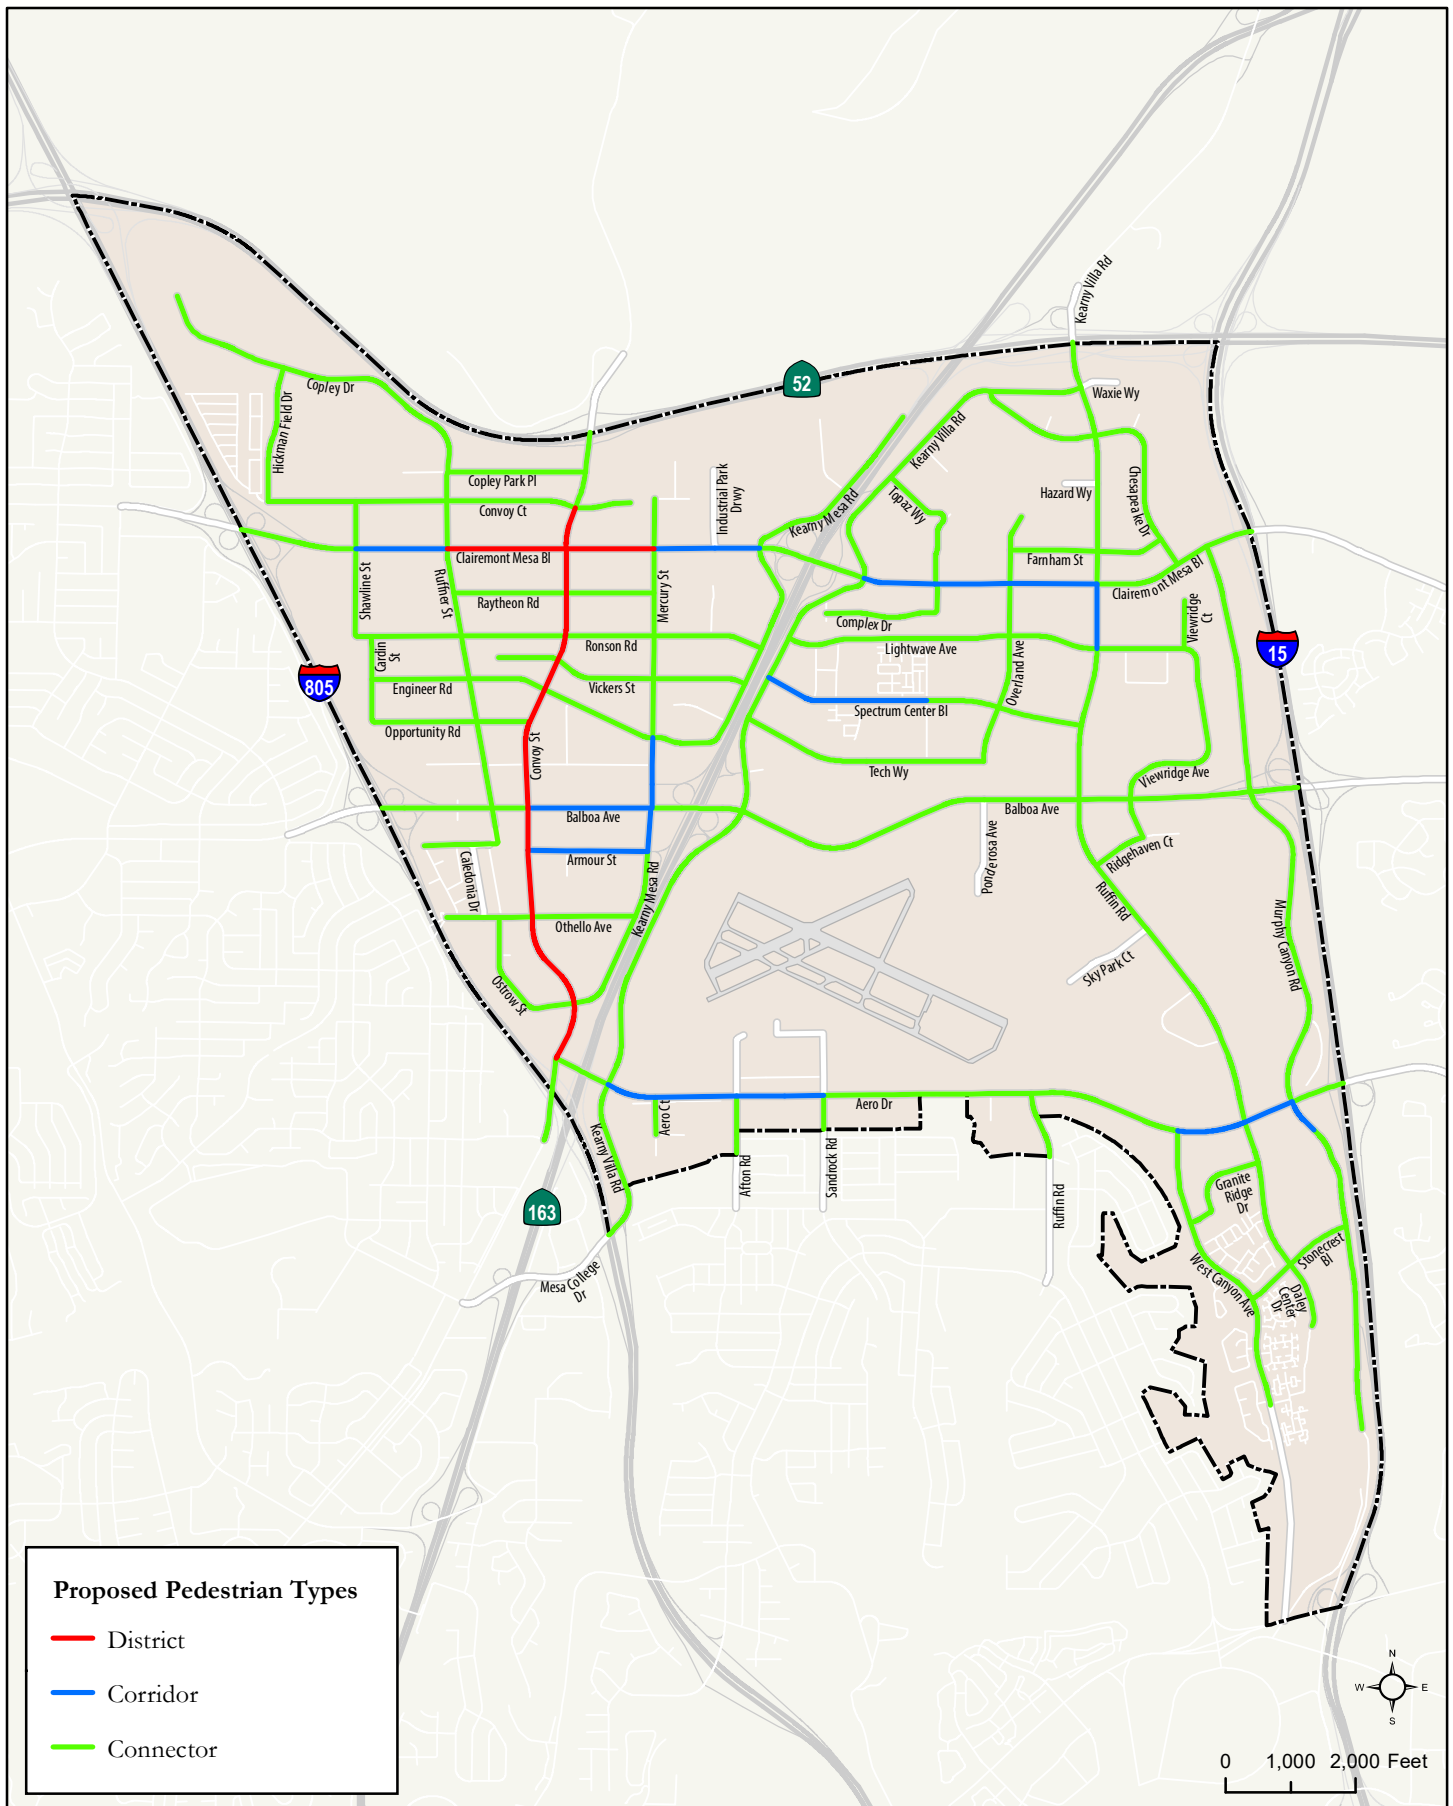 Kearny Villa Rd
52
Copley Dr
Hickman Field Dr
Waxie Wy
Kearny Villa Rd
Copley Park Pl
Industrial Park
Drwy
Hazard Wy
Chesapeake Dr
Topaz Wy
Kearny Mesa Rd
Convoy Ct
Clairemont Mesa Bl
Farnham St
Clairemont Mesa Bl
Shawline St
Ruffner St
Raytheon Rd
Mercury St
Complex Dr
Viewridge
Ct
Cardin
St
Ronson Rd
Lightwave Ave
Overland Ave
15
805
Engineer Rd
Vickers St
Spectrum Center Bl
Opportunity Rd
Convoy St
Tech Wy
Viewridge Ave
Balboa Ave
Balboa Ave
Ponderosa Ave
Armour St
Ridgehaven Ct
Caledonia Dr
Kearny Mesa Rd
Ruffin Rd
Othello Ave
Murphy Canyon Rd
Sky Park Ct
Ostrow St
Aero Dr
Aero Ct
Kearny Villa Rd
Afton Rd
Sandrock Rd
Ruffin Rd
Granite
Ridge
Dr
163
Stonecrest
Bl
West Canyon Ave
Daley
Center
Dr
Mesa College
Dr
Proposed Pedestrian Types
District
Corridor
Connector
N
W
E
S
0 1,000 2,000 Feet